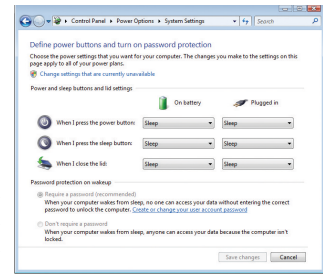 Control Panel ▸ Power Options ▸ System Settings
Search
Define power buttons and turn on password protection
Choose the power settings that you want for your computer. The changes you make to the settings on this
page apply to all of your power plans.
Change settings that are currently unavailable
Power and sleep buttons and lid settings
On battery Plugged in
When I press the power button: Sleep Sleep
When I press the sleep button: Sleep Sleep
When I close the lid: Sleep Sleep
Password protection on wakeup
Require a password (recommended)
When your computer wakes from sleep, no one can access your data without entering the correct
password to unlock the computer. Create or change your user account password
Don't require a password
When your computer wakes from sleep, anyone can access your data because the computer isn't
locked.
Save changes Cancel